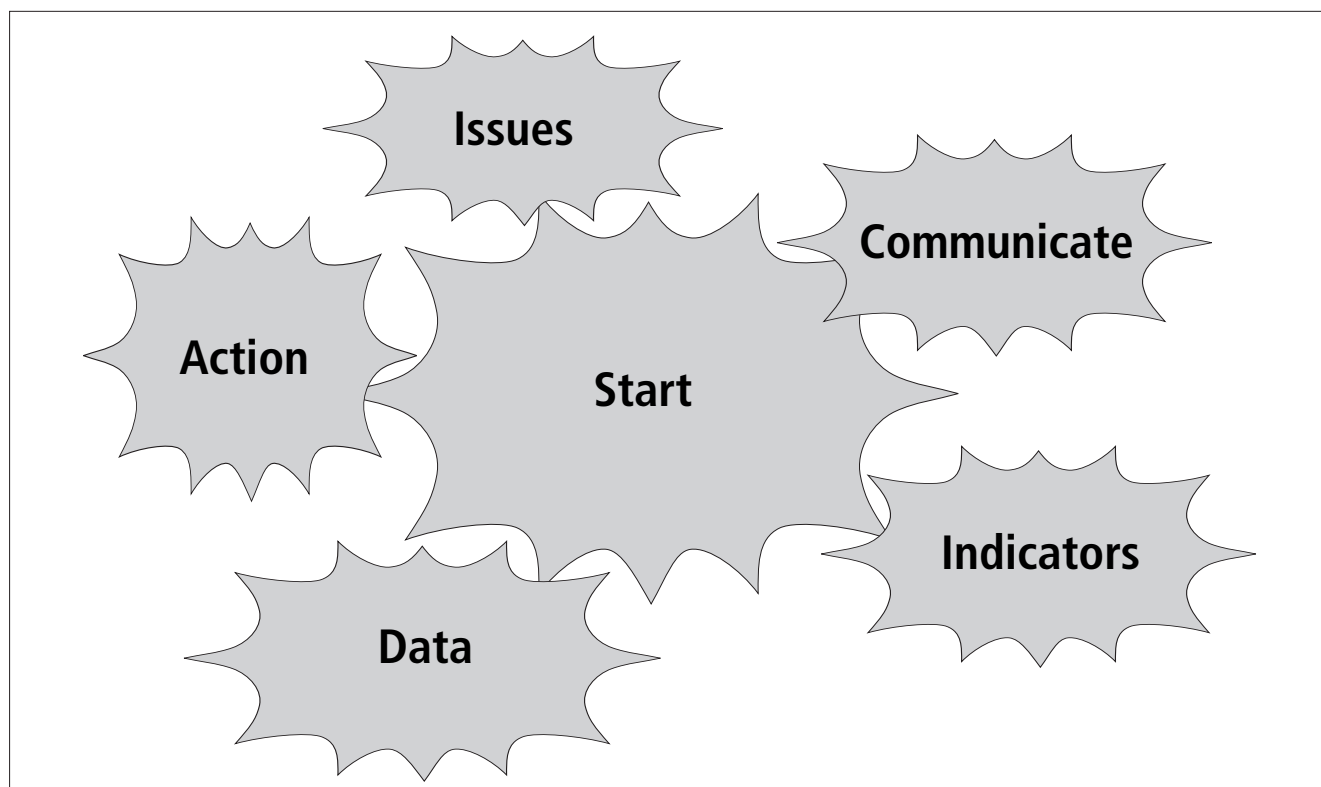 Issues
Communicate
Action
Start
Indicators
Data